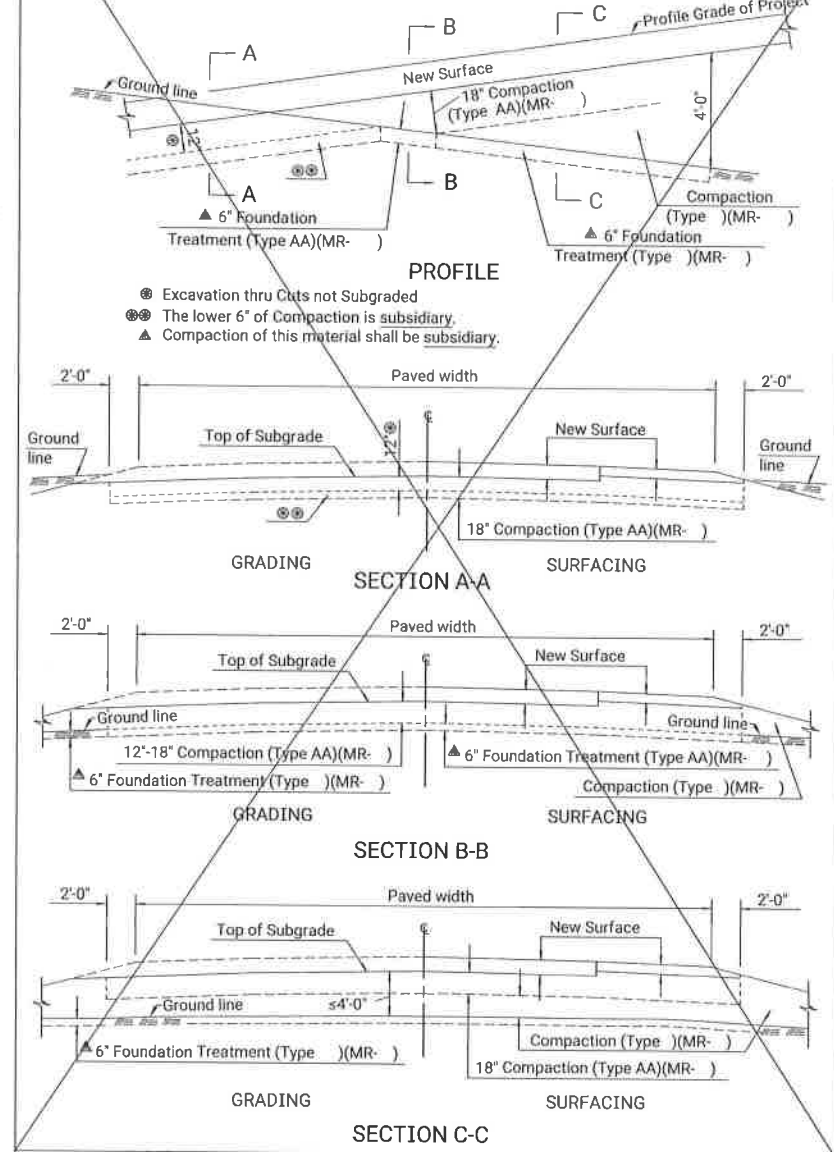 C
B
A
Profile Grade of Project
Ground line
New Surface
18" Compaction
(Type AA)(MR- )
4'-0"
12"
⊛
⊛⊛
A
B
C
▲ 6" Foundation
Treatment (Type AA)(MR- )
Compaction
(Type )(MR- )
▲ 6" Foundation
Treatment (Type )(MR- )
PROFILE
⊛ Excavation thru Cuts not Subgraded
⊛⊛ The lower 6" of Compaction is subsidiary.
▲ Compaction of this material shall be subsidiary.
2'-0"
Paved width
2'-0"
Ground
line
Top of Subgrade
12"⊛
℄
New Surface
Ground
line
⊛⊛
18" Compaction (Type AA)(MR- )
GRADING
SURFACING
SECTION A-A
2'-0"
Paved width
2'-0"
Top of Subgrade
℄
New Surface
Ground line
Ground line
12"-18" Compaction (Type AA)(MR- )
▲ 6" Foundation Treatment (Type AA)(MR- )
▲ 6" Foundation Treatment (Type )(MR- )
Compaction (Type )(MR- )
GRADING
SURFACING
SECTION B-B
2'-0"
Paved width
2'-0"
Top of Subgrade
℄
New Surface
Ground line
≤4'-0"
▲ 6" Foundation Treatment (Type )(MR- )
Compaction (Type )(MR- )
18" Compaction (Type AA)(MR- )
GRADING
SURFACING
SECTION C-C